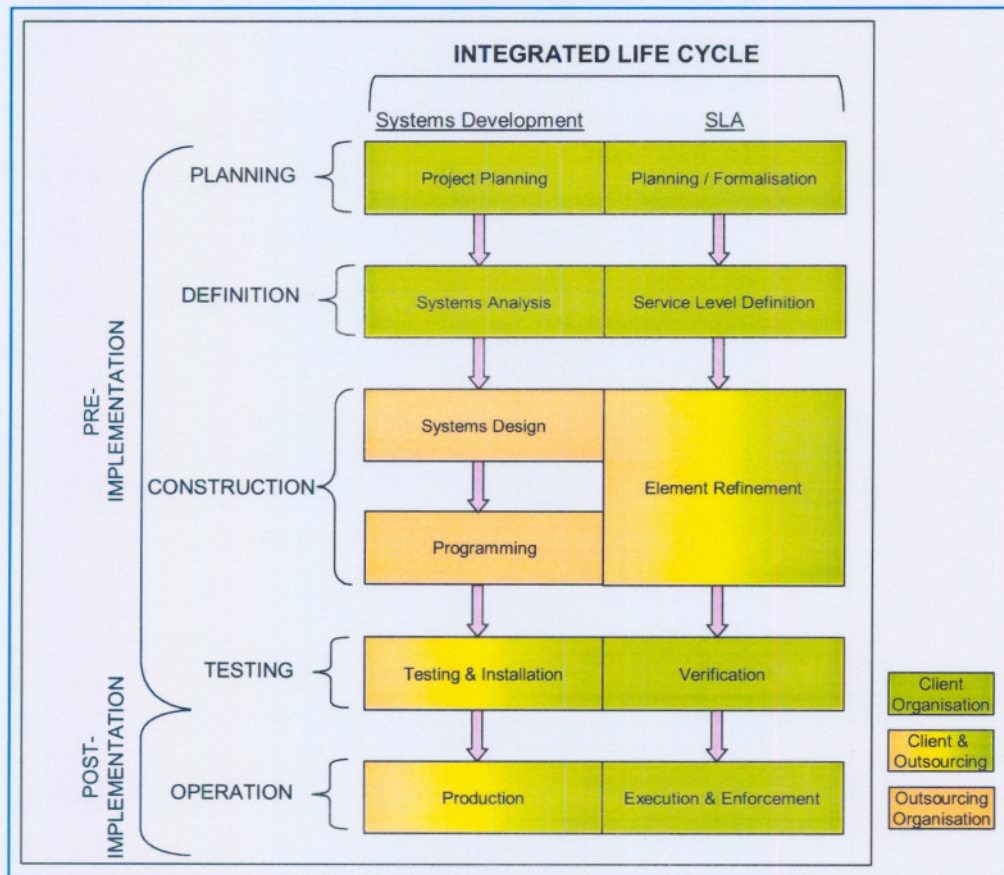 INTEGRATED LIFE CYCLE
Systems Development
SLA
PLANNING
Project Planning
Planning / Formalisation
DEFINITION
Systems Analysis
Service Level Definition
PRE-
IMPLEMENTATION
CONSTRUCTION
Systems Design
Element Refinement
Programming
TESTING
Testing & Installation
Verification
POST-
IMPLEMENTATION
OPERATION
Production
Execution & Enforcement
Client
Organisation
Client &
Outsourcing
Outsourcing
Organisation